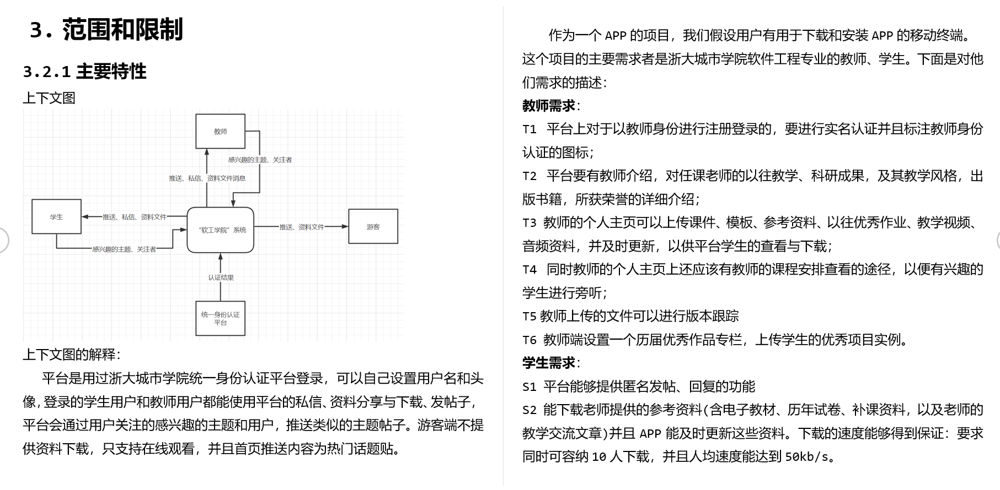 3. 范围和限制
3.2.1 主要特性
上下文图
教师
感兴趣的主题、关注者
推送、私信、资料文件消息
学生
推送、私信、资料文件
“软工学院”系统
推送、资料文件
游客
感兴趣的主题、关注者
认证结果
统一身份认证
平台
上下文图的解释：
平台是用过浙大城市学院统一身份认证平台登录，可以自己设置用户名和头
像，登录的学生用户和教师用户都能使用平台的私信、资料分享与下载、发帖子，
平台会通过用户关注的感兴趣的主题和用户，推送类似的主题帖子。游客端不提
供资料下载，只支持在线观看，并且首页推送内容为热门话题贴。
作为一个 APP 的项目，我们假设用户有用于下载和安装 APP 的移动终端。
这个项目的主要需求者是浙大城市学院软件工程专业的教师、学生。下面是对他
们需求的描述：
教师需求：
T1 平台上对于以教师身份进行注册登录的，要进行实名认证并且标注教师身份
认证的图标；
T2 平台要有教师介绍，对任课老师的以往教学、科研成果，及其教学风格，出
版书籍，所获荣誉的详细介绍；
T3 教师的个人主页可以上传课件、模板、参考资料、以往优秀作业、教学视频、
音频资料，并及时更新，以供平台学生的查看与下载；
T4 同时教师的个人主页上还应该有教师的课程安排查看的途径，以便有兴趣的
学生进行旁听；
T5 教师上传的文件可以进行版本跟踪
T6 教师端设置一个历届优秀作品专栏，上传学生的优秀项目实例。
学生需求：
S1 平台能够提供匿名发帖、回复的功能
S2 能下载老师提供的参考资料(含电子教材、历年试卷、补课资料，以及老师的
教学交流文章)并且 APP 能及时更新这些资料。下载的速度能够得到保证：要求
同时可容纳 10 人下载，并且人均速度能达到 50kb/s。